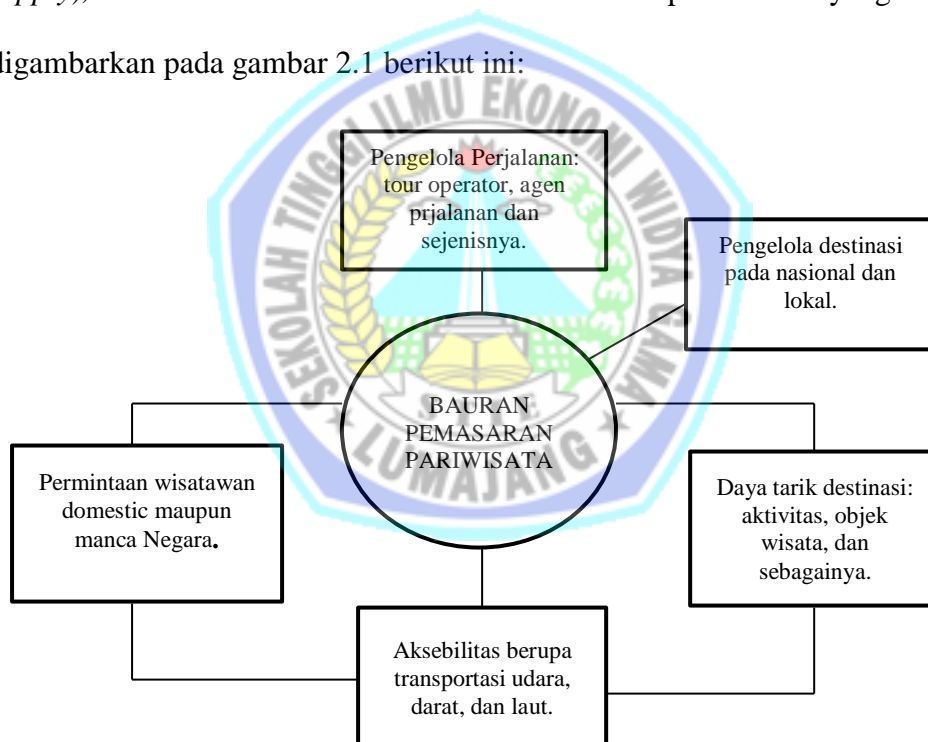 pply
digambarkan pada gambar 2.1 berikut ini:
SEKOLAH TINGGI ILMU EKONOMI WIDYA GAMA
Pengelola Perjalanan:
tour operator, agen
prjalanan dan
sejenisnya.
Pengelola destinasi
pada nasional dan
lokal.
BAURAN
PEMASARAN
PARIWISATA
STIE
LUMAJANG
Permintaan wisatawan
domestic maupun
manca Negara.
Daya tarik destinasi:
aktivitas, objek
wisata, dan
sebagainya.
Aksebilitas berupa
transportasi udara,
darat, dan laut.